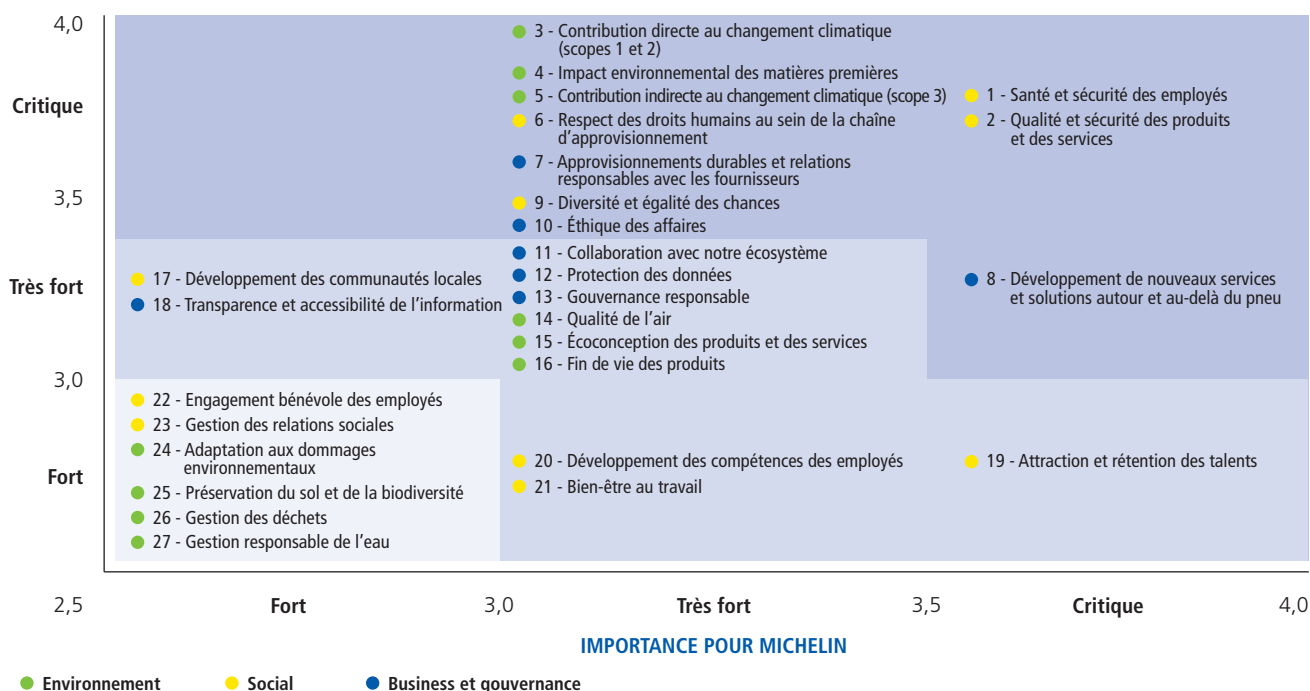 4,0
Critique
3,5
Très fort
3,0
Fort
2,5
3 - Contribution directe au changement climatique
(scopes 1 et 2)
4 - Impact environnemental des matières premières
5 - Contribution indirecte au changement climatique (scope 3)
6 - Respect des droits humains au sein de la chaîne
d'approvisionnement
7 - Approvisionnements durables et relations
responsables avec les fournisseurs
9 - Diversité et égalité des chances
10 - Éthique des affaires
1 - Santé et sécurité des employés
2 - Qualité et sécurité des produits
et des services
17 - Développement des communautés locales
18 - Transparence et accessibilité de l'information
11 - Collaboration avec notre écosystème
12 - Protection des données
13 - Gouvernance responsable
14 - Qualité de l'air
15 - Écoconception des produits et des services
16 - Fin de vie des produits
8 - Développement de nouveaux services
et solutions autour et au-delà du pneu
22 - Engagement bénévole des employés
23 - Gestion des relations sociales
24 - Adaptation aux dommages
environnementaux
25 - Préservation du sol et de la biodiversité
26 - Gestion des déchets
27 - Gestion responsable de l'eau
20 - Développement des compétences des employés
21 - Bien-être au travail
19 - Attraction et rétention des talents
Fort
3,0
Très fort
3,5
Critique
4,0
IMPORTANCE POUR MICHELIN
Environnement
Social
Business et gouvernance